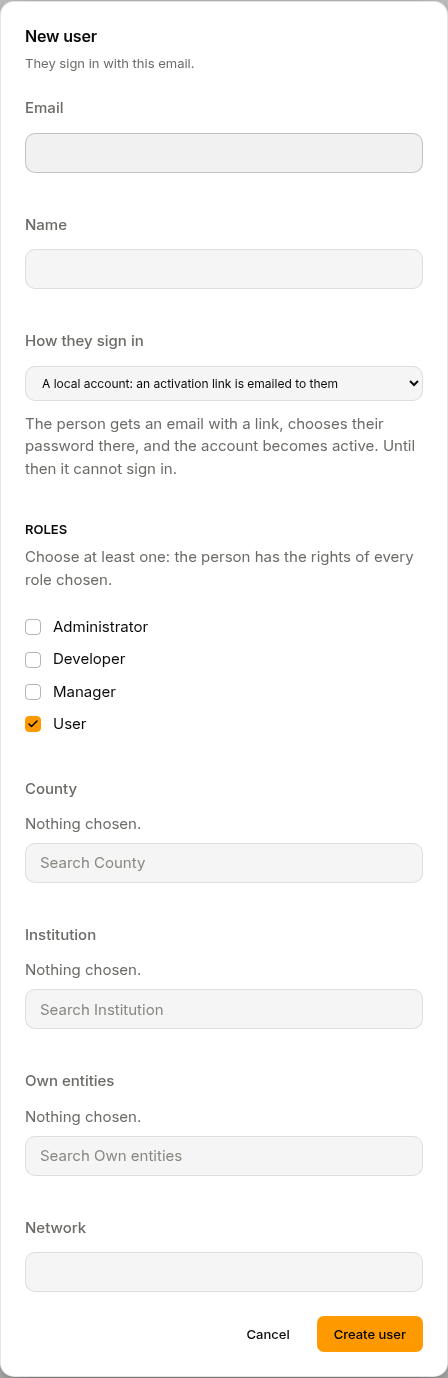 New user
They sign in with this email.
Email
Name
How they sign in
A local account: an activation link is emailed to them
The person gets an email with a link, chooses their
password there, and the account becomes active. Until
then it cannot sign in.
ROLES
Choose at least one: the person has the rights of every
role chosen.
Administrator
Developer
Manager
User
County
Nothing chosen.
Search County
Institution
Nothing chosen.
Search Institution
Own entities
Nothing chosen.
Search Own entities
Network
Cancel
Create user